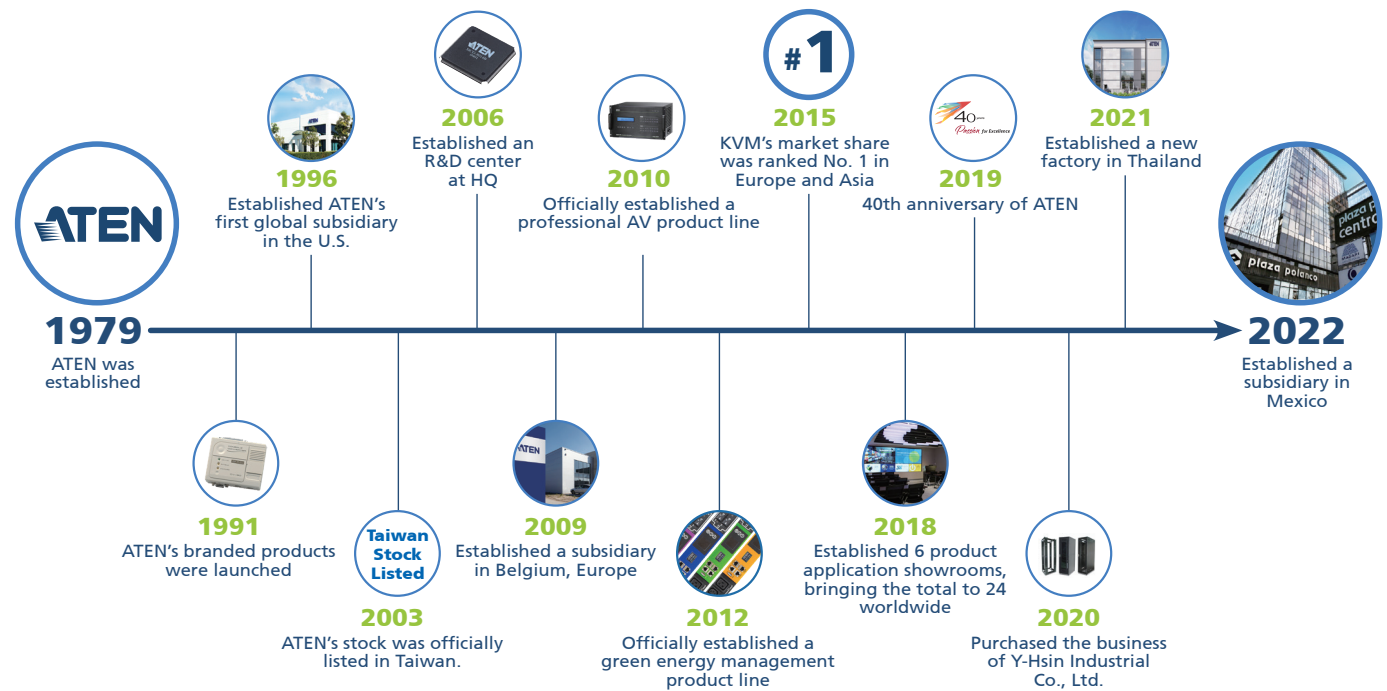 ATEN
1979
ATEN was
established
1991
ATEN's branded products
were launched
ATEN
1996
Established ATEN's
first global subsidiary
in the U.S.
Taiwan
Stock
Listed
2003
ATEN's stock was officially
listed in Taiwan.
ATEN
2006
Established an
R&D center
at HQ
ATEN
2009
Established a subsidiary
in Belgium, Europe
2010
Officially established a
professional AV product line
2012
Officially established a
green energy management
product line
#1
2015
KVM's market share
was ranked No. 1 in
Europe and Asia
2018
Established 6 product
application showrooms,
bringing the total to 24
worldwide
40 years
Passion for Excellence
2019
40th anniversary of ATEN
2020
Purchased the business
of Y-Hsin Industrial
Co., Ltd.
ATEN
2021
Established a new
factory in Thailand
plaza p
centr
plaza polanco
2022
Established a
subsidiary in
Mexico